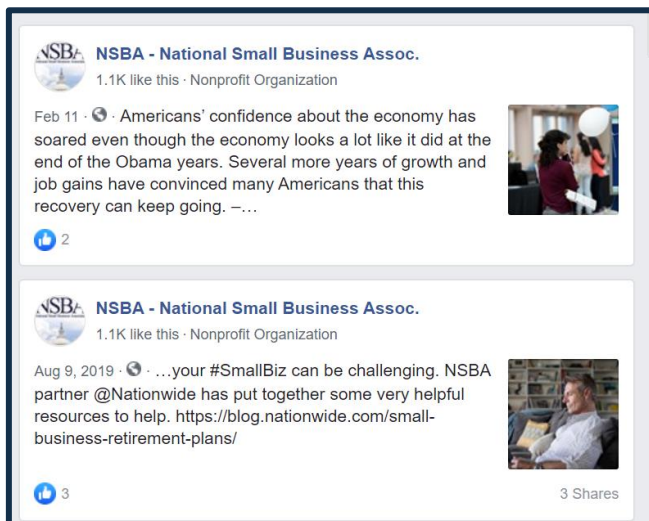 NSBA
NSBA - National Small Business Assoc.
1.1K like this · Nonprofit Organization
Feb 11 · · Americans’ confidence about the economy has
soared even though the economy looks a lot like it did at the
end of the Obama years. Several more years of growth and
job gains have convinced many Americans that this
recovery can keep going. –…
2
NSBA
NSBA - National Small Business Assoc.
1.1K like this · Nonprofit Organization
Aug 9, 2019 · · …your #SmallBiz can be challenging. NSBA
partner @Nationwide has put together some very helpful
resources to help. https://blog.nationwide.com/small-
business-retirement-plans/
3
3 Shares